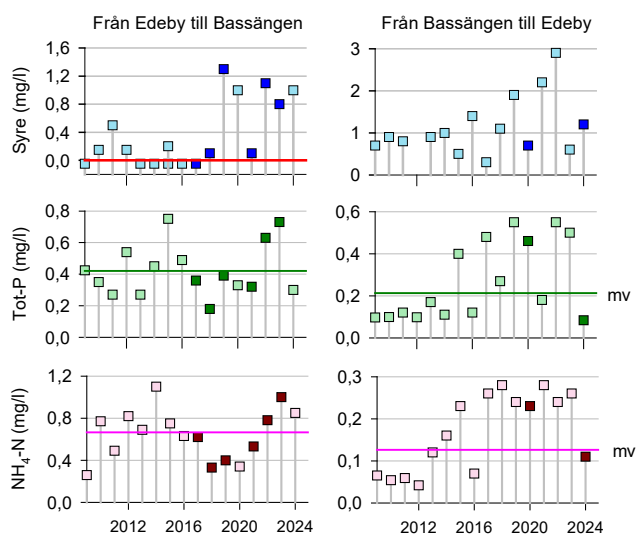 Från Edeby till Bassängen
Från Bassängen till Edeby
Syre (mg/l)
1,6
1,2
0,8
0,4
0,0
3
2
1
0
Tot-P (mg/l)
0,8
0,6
0,4
0,2
0,0
0,6
0,4
0,2
0,0
mv
NH₄-N (mg/l)
1,2
0,8
0,4
0,0
0,3
0,2
0,1
0,0
mv
2012 2016 2020 2024
2012 2016 2020 2024